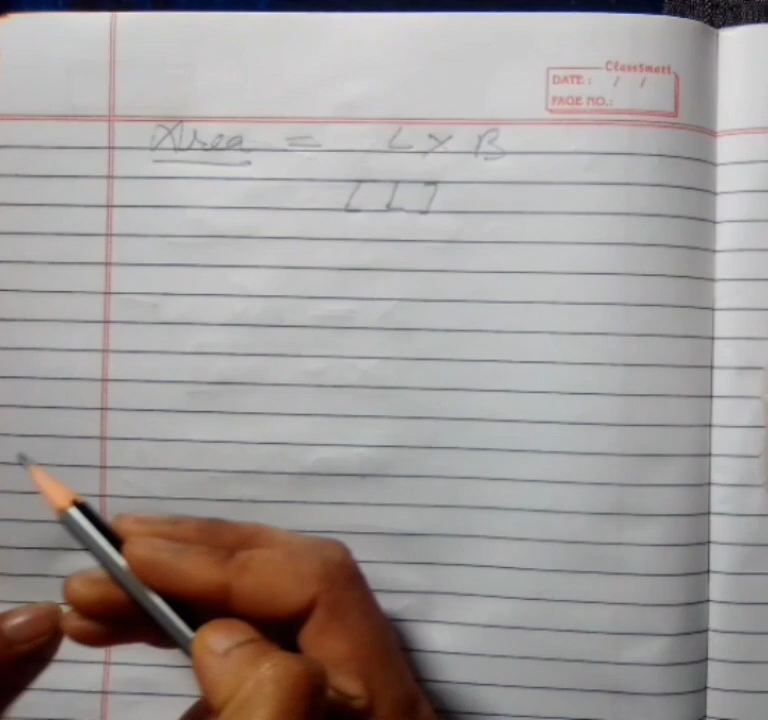 Classmate
DATE : / /
PAGE NO.:
Area = L × B
[ L ]